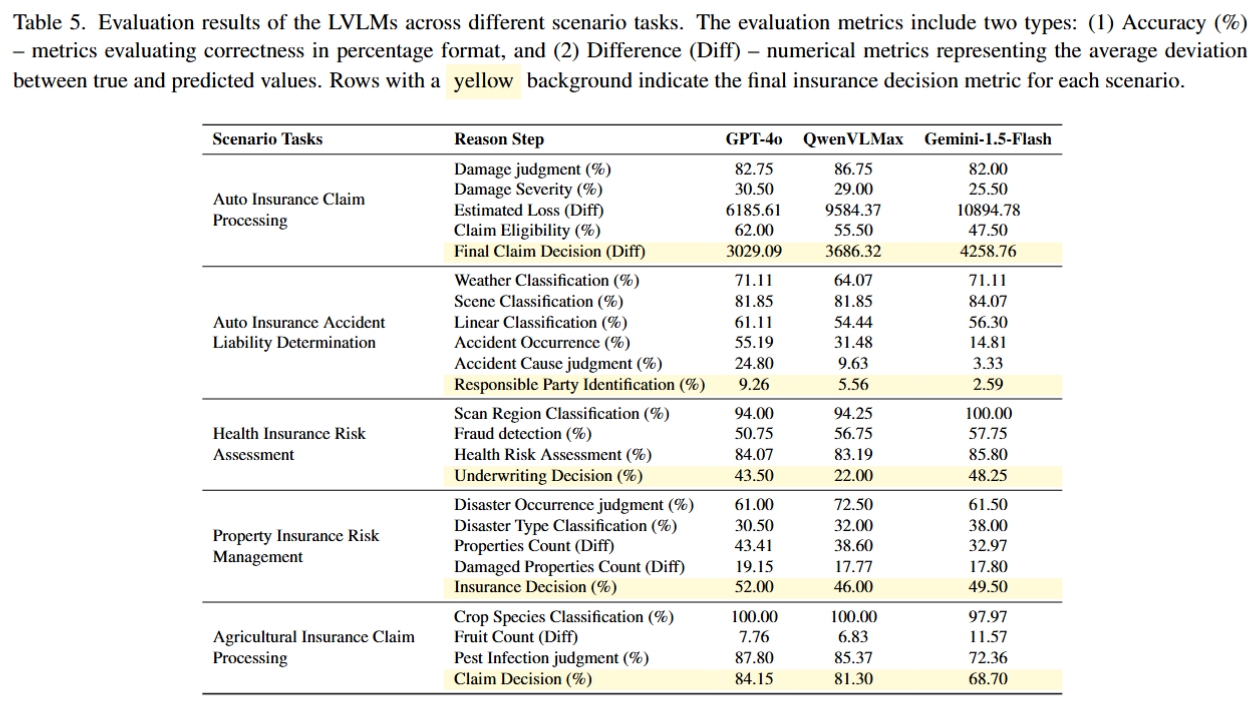 Table 5. Evaluation results of the LVLMs across different scenario tasks. The evaluation metrics include two types: (1) Accuracy (%)
– metrics evaluating correctness in percentage format, and (2) Difference (Diff) – numerical metrics representing the average deviation
between true and predicted values. Rows with a yellow background indicate the final insurance decision metric for each scenario.
Scenario Tasks Reason Step GPT-4o QwenVLMax Gemini-1.5-Flash
Auto Insurance Claim
Processing
Damage judgment (%) 82.75 86.75 82.00
Damage Severity (%) 30.50 29.00 25.50
Estimated Loss (Diff) 6185.61 9584.37 10894.78
Claim Eligibility (%) 62.00 55.50 47.50
Final Claim Decision (Diff) 3029.09 3686.32 4258.76
Auto Insurance Accident
Liability Determination
Weather Classification (%) 71.11 64.07 71.11
Scene Classification (%) 81.85 81.85 84.07
Linear Classification (%) 61.11 54.44 56.30
Accident Occurrence (%) 55.19 31.48 14.81
Accident Cause judgment (%) 24.80 9.63 3.33
Responsible Party Identification (%) 9.26 5.56 2.59
Health Insurance Risk
Assessment
Scan Region Classification (%) 94.00 94.25 100.00
Fraud detection (%) 50.75 56.75 57.75
Health Risk Assessment (%) 84.07 83.19 85.80
Underwriting Decision (%) 43.50 22.00 48.25
Property Insurance Risk
Management
Disaster Occurrence judgment (%) 61.00 72.50 61.50
Disaster Type Classification (%) 30.50 32.00 38.00
Properties Count (Diff) 43.41 38.60 32.97
Damaged Properties Count (Diff) 19.15 17.77 17.80
Insurance Decision (%) 52.00 46.00 49.50
Agricultural Insurance Claim
Processing
Crop Species Classification (%) 100.00 100.00 97.97
Fruit Count (Diff) 7.76 6.83 11.57
Pest Infection judgment (%) 87.80 85.37 72.36
Claim Decision (%) 84.15 81.30 68.70